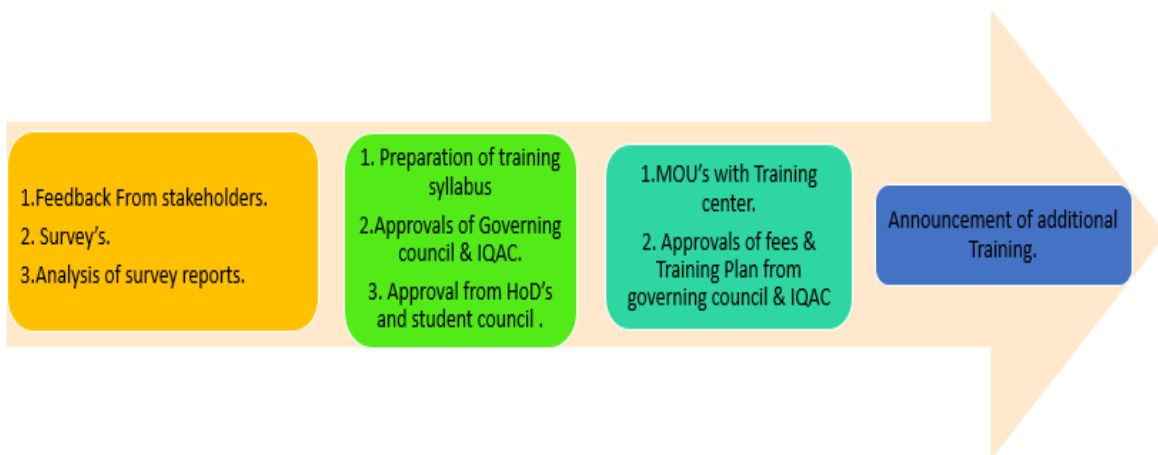 1.Feedback From stakeholders.
2. Survey's.
3.Analysis of survey reports.
1. Preparation of training
syllabus
2.Approvals of Governing
council & IQAC.
3. Approval from HoD's
and student council .
1.MOU's with Training
center.
2. Approvals of fees &
Training Plan from
governing council & IQAC
Announcement of additional
Training.